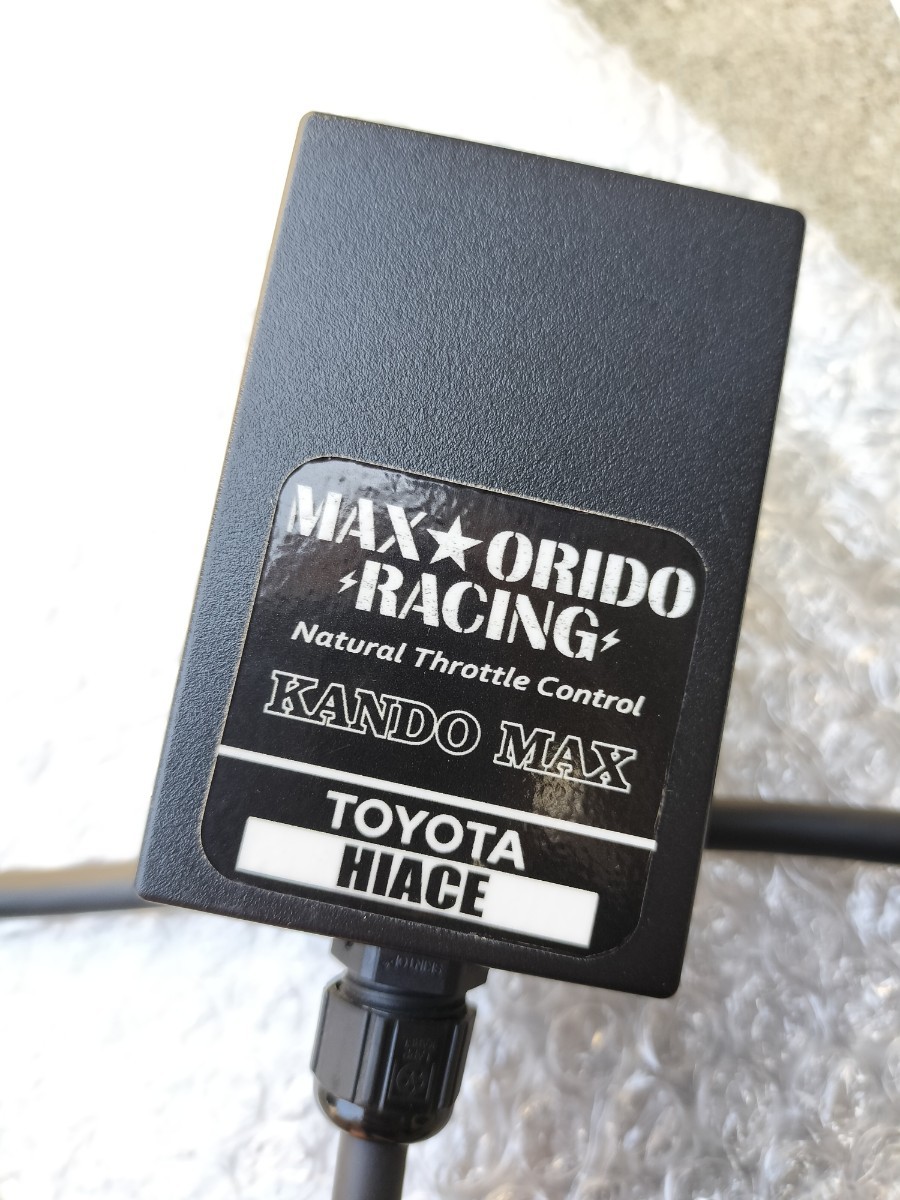 MAX★ORIDO
RACING
Natural Throttle Control
KANDO MAX
TOYOTA
HIACE